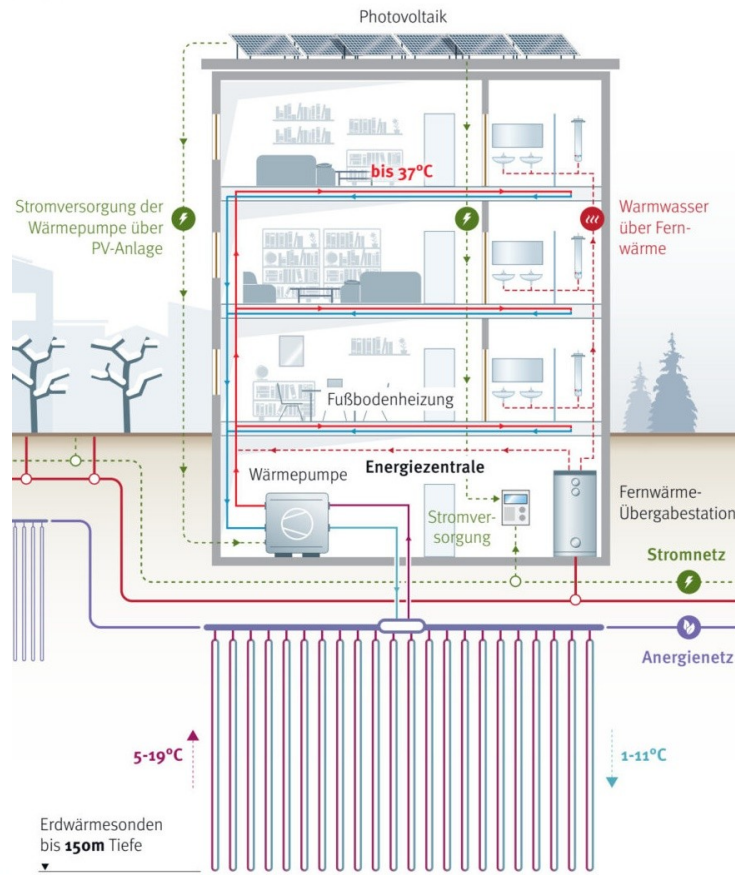 Photovoltaik
bis 37°C
Stromversorgung der
Wärmepumpe über
PV-Anlage
Warmwasser
über Fern-
wärme
Fußbodenheizung
Wärmepumpe
Energiezentrale
Stromver-
sorgung
Fernwärme-
Übergabestation
Stromnetz
Anergienetz
5-19°C
1-11°C
Erdwärmesonden
bis 150m Tiefe